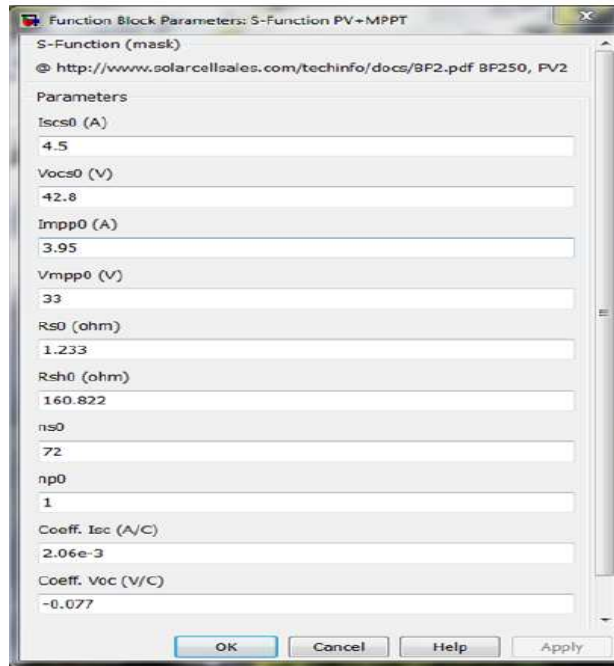 Function Block Parameters: S-Function PV+MPPT
S-Function (mask)
@ http://www.solarcellsales.com/techinfo/docs/BP2.pdf BP250, PV2
Parameters
Iscs0 (A)
4.5
Vocs0 (V)
42.8
Impp0 (A)
3.95
Vmpp0 (V)
33
Rs0 (ohm)
1.233
Rsh0 (ohm)
160.822
ns0
72
np0
1
Coeff. Isc (A/C)
2.06e-3
Coeff. Voc (V/C)
-0.077
OK Cancel Help Apply